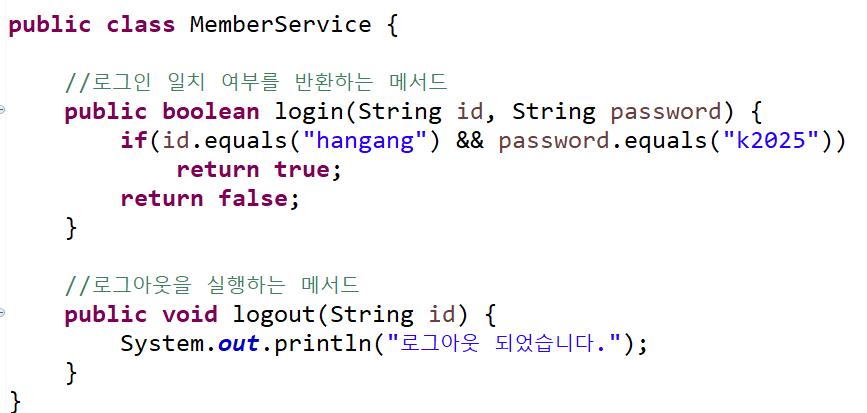 public class MemberService {
//로그인 일치 여부를 반환하는 메서드
public boolean login(String id, String password) {
if(id.equals("hangang") && password.equals("k2025"))
return true;
return false;
}
//로그아웃을 실행하는 메서드
public void logout(String id) {
System.out.println("로그아웃 되었습니다.");
}
}